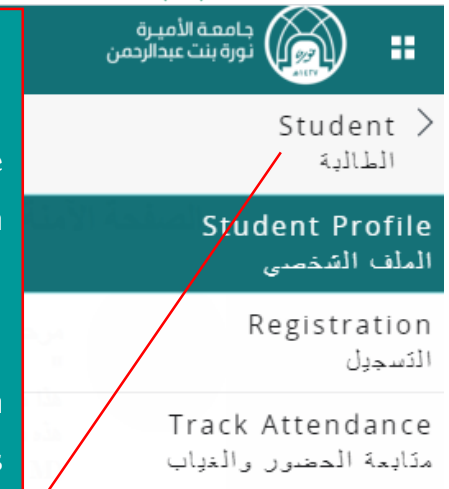 جامعة الأميرة
نورة بنت عبدالرحمن
Student
الطالبة
Student Profile
الملف الشخصي
Registration
التسجيل
Track Attendance
متابعة الحضور والغياب